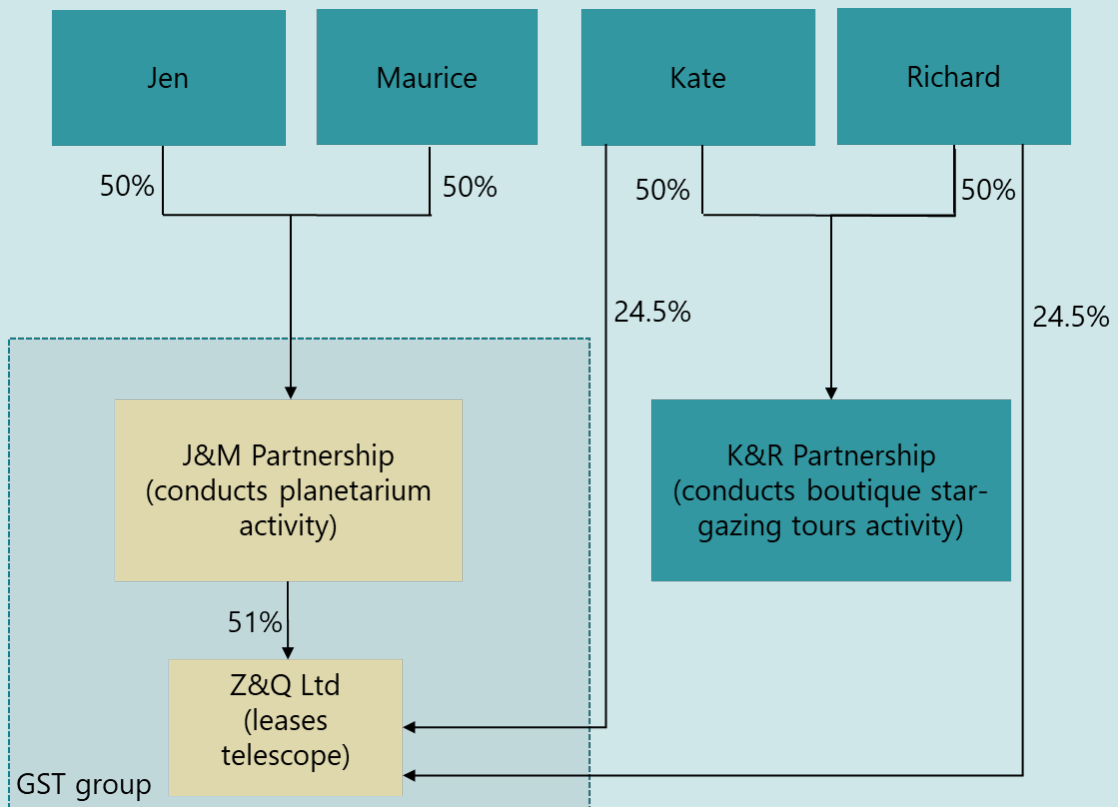 Jen
Maurice
Kate
Richard
50%
50%
50%
50%
24.5%
24.5%
J&M Partnership
(conducts planetarium
activity)
K&R Partnership
(conducts boutique star-
gazing tours activity)
51%
Z&Q Ltd
(leases
telescope)
GST group